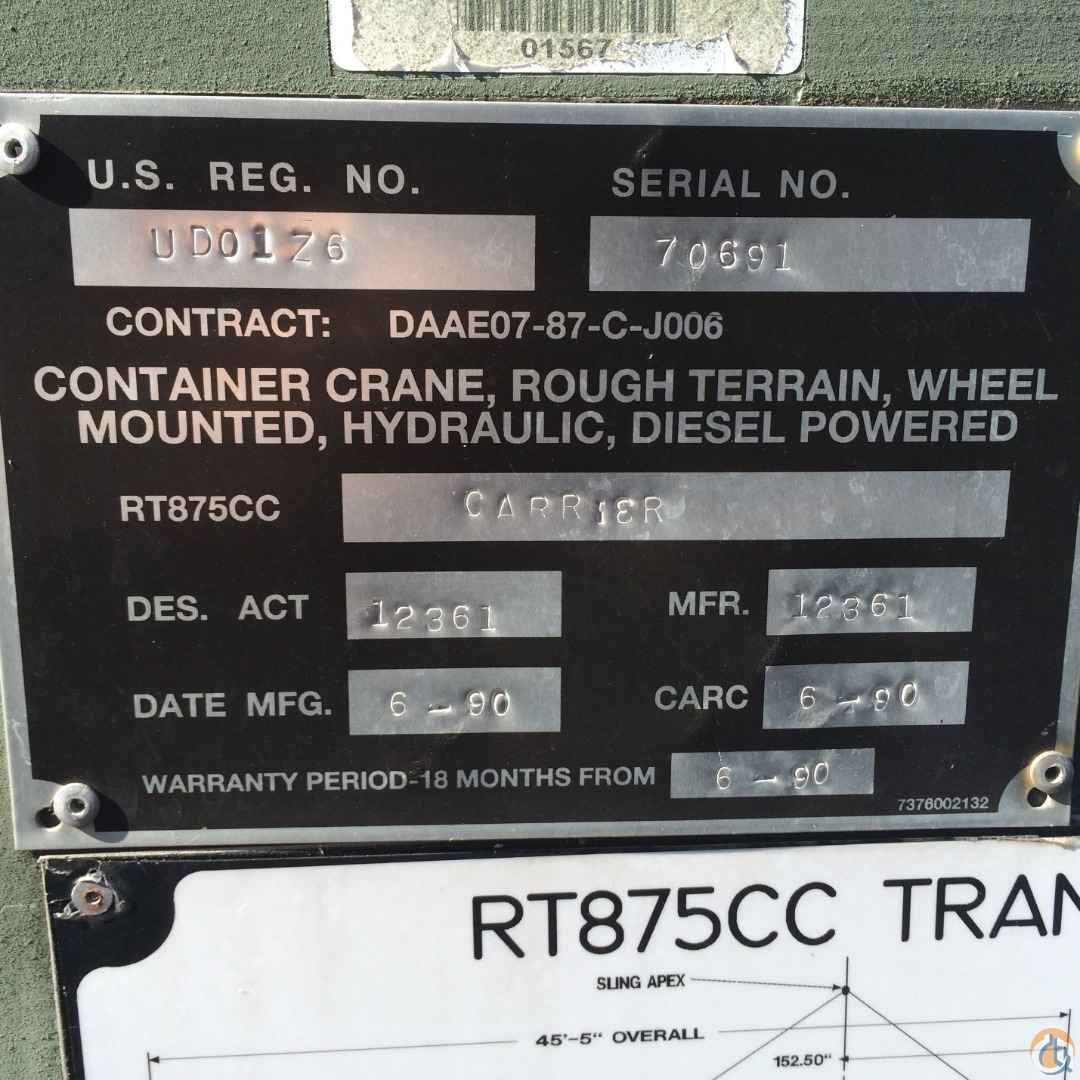 01567
U.S. REG. NO. SERIAL NO.
UD01Z6 70691
CONTRACT: DAAE07-87-C-J006
CONTAINER CRANE, ROUGH TERRAIN, WHEEL
MOUNTED, HYDRAULIC, DIESEL POWERED
RT875CC CARRIER
DES. ACT 12361 MFR. 12361
DATE MFG. 6-90 CARC 6-90
WARRANTY PERIOD-18 MONTHS FROM 6-90
7376002132
RT875CC TRAN
SLING APEX
45'-5" OVERALL
152.50"